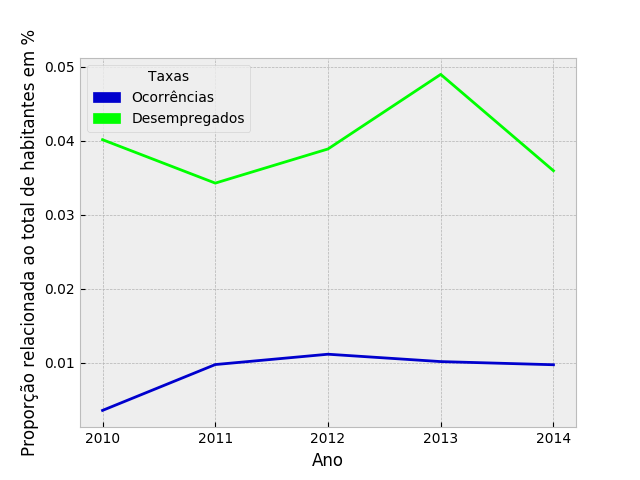 Proporção relacionada ao total de habitantes em %
0.05
0.04
0.03
0.02
0.01
Taxas
Ocorrências
Desempregados
2010 2011 2012 2013 2014
Ano